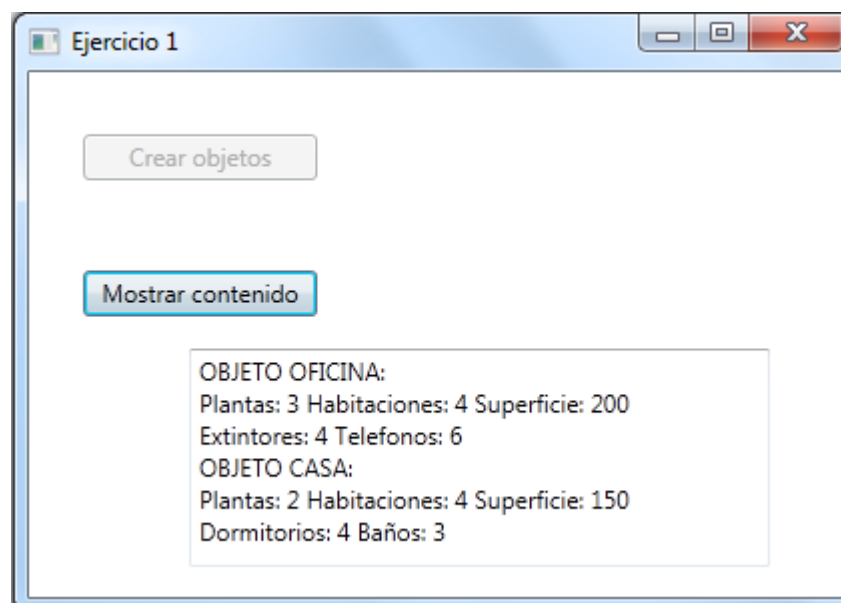 Ejercicio 1
Crear objetos
Mostrar contenido
OBJETO OFICINA:
Plantas: 3 Habitaciones: 4 Superficie: 200
Extintores: 4 Telefonos: 6
OBJETO CASA:
Plantas: 2 Habitaciones: 4 Superficie: 150
Dormitorios: 4 Baños: 3